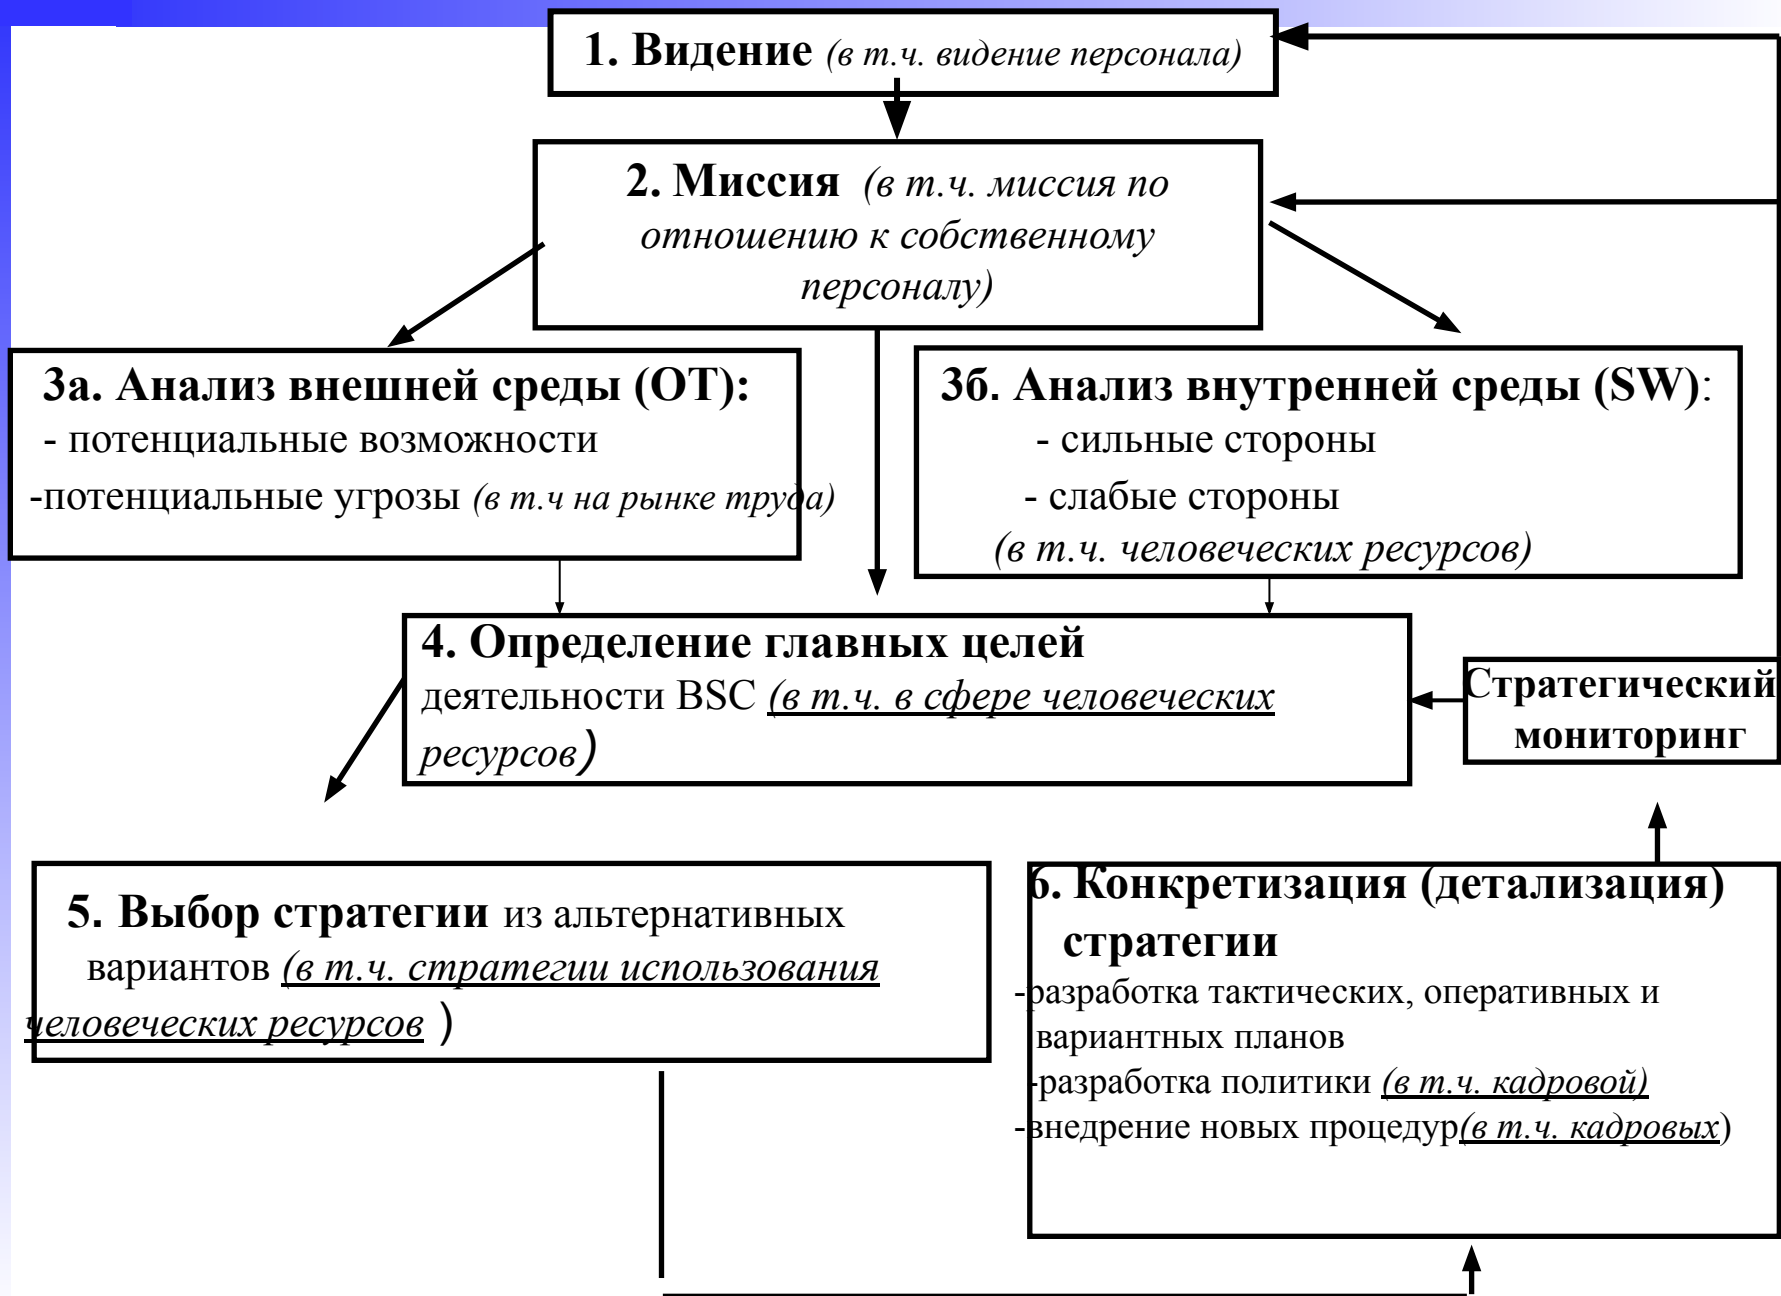 1. Видение (в т.ч. видение персонала)
2. Миссия (в т.ч. миссия по
отношению к собственному
персоналу)
3а. Анализ внешней среды (ОТ):
- потенциальные возможности
-потенциальные угрозы (в т.ч на рынке труда)
3б. Анализ внутренней среды (SW):
- сильные стороны
- слабые стороны
(в т.ч. человеческих ресурсов)
4. Определение главных целей
деятельности BSC (в т.ч. в сфере человеческих
ресурсов)
Стратегический
мониторинг
5. Выбор стратегии из альтернативных
вариантов (в т.ч. стратегии использования
человеческих ресурсов )
6. Конкретизация (детализация)
стратегии
-разработка тактических, оперативных и
вариантных планов
-разработка политики (в т.ч. кадровой)
-внедрение новых процедур(в т.ч. кадровых)